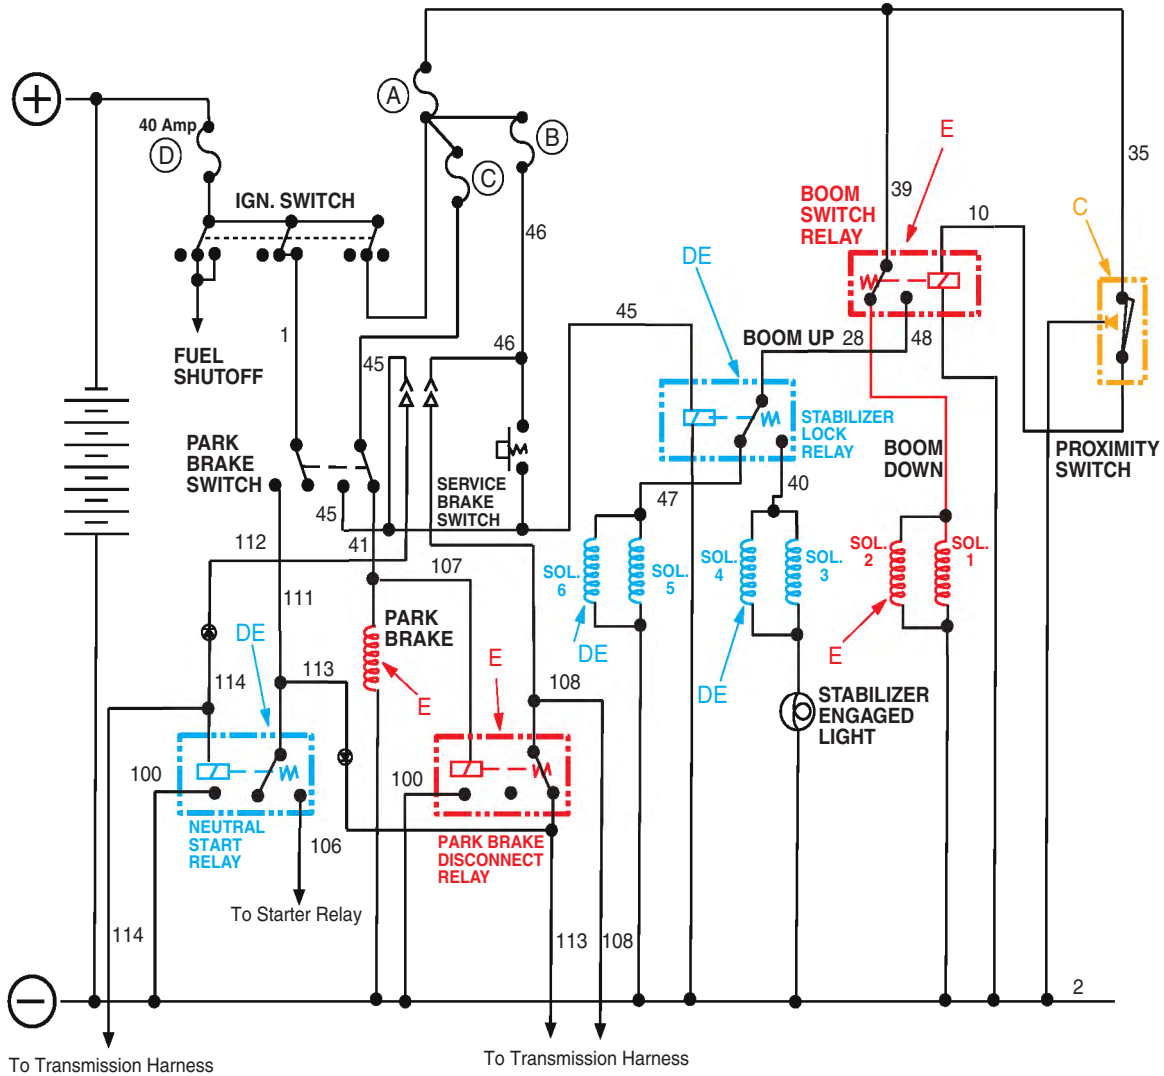 +
40 Amp
D
A
B
C
IGN. SWITCH
46
39
E
35
BOOM
SWITCH
RELAY
10
C
DE
FUEL
SHUTOFF
1
45
46
45
BOOM UP
28
48
DE
STABILIZER
LOCK
RELAY
PROXIMITY
SWITCH
PARK
BRAKE
SWITCH
45
SERVICE
BRAKE
SWITCH
BOOM
DOWN
47
40
112
41
107
111
SOL.
6
SOL.
5
SOL.
4
SOL.
3
SOL.
2
SOL.
1
DE
DE
E
PARK
BRAKE
DE
113
E
E
114
108
STABILIZER
ENGAGED
LIGHT
100
100
NEUTRAL
START
RELAY
106
PARK BRAKE
DISCONNECT
RELAY
To Starter Relay
114
113
108
2
−
To Transmission Harness
To Transmission Harness